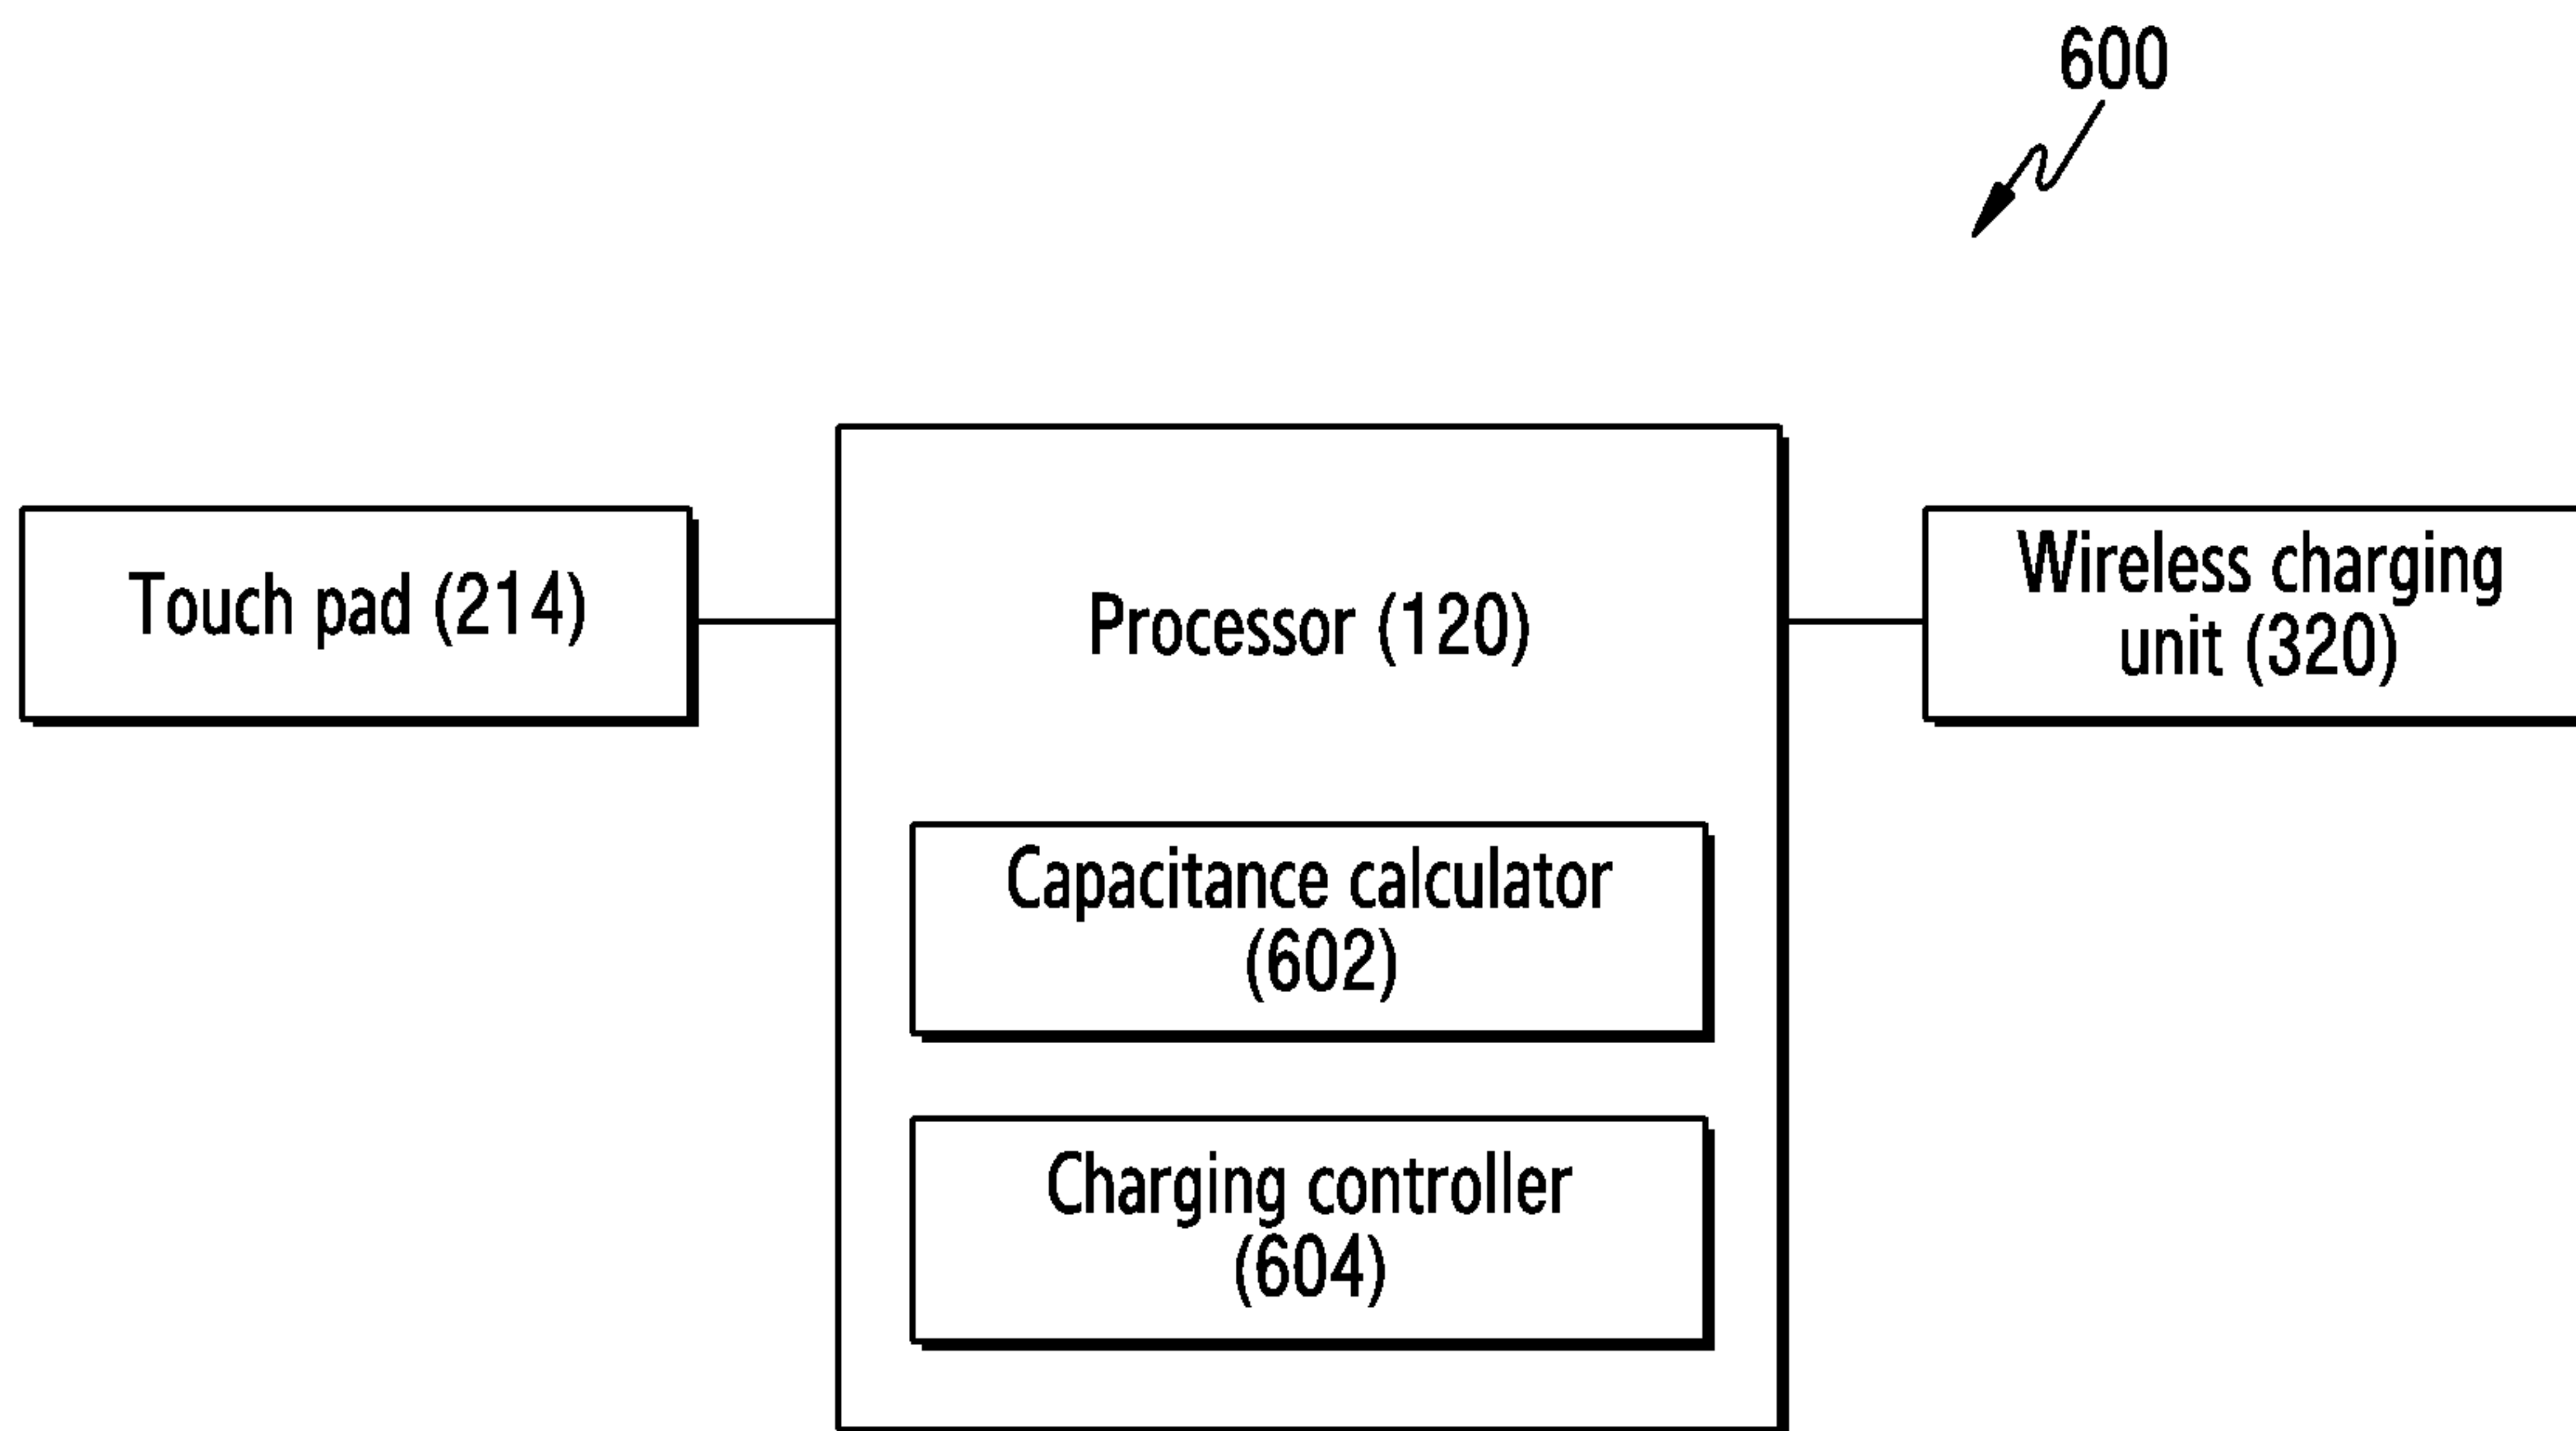 600
Touch pad (214)
Processor (120)
Wireless charging
unit (320)
Capacitance calculator
(602)
Charging controller
(604)